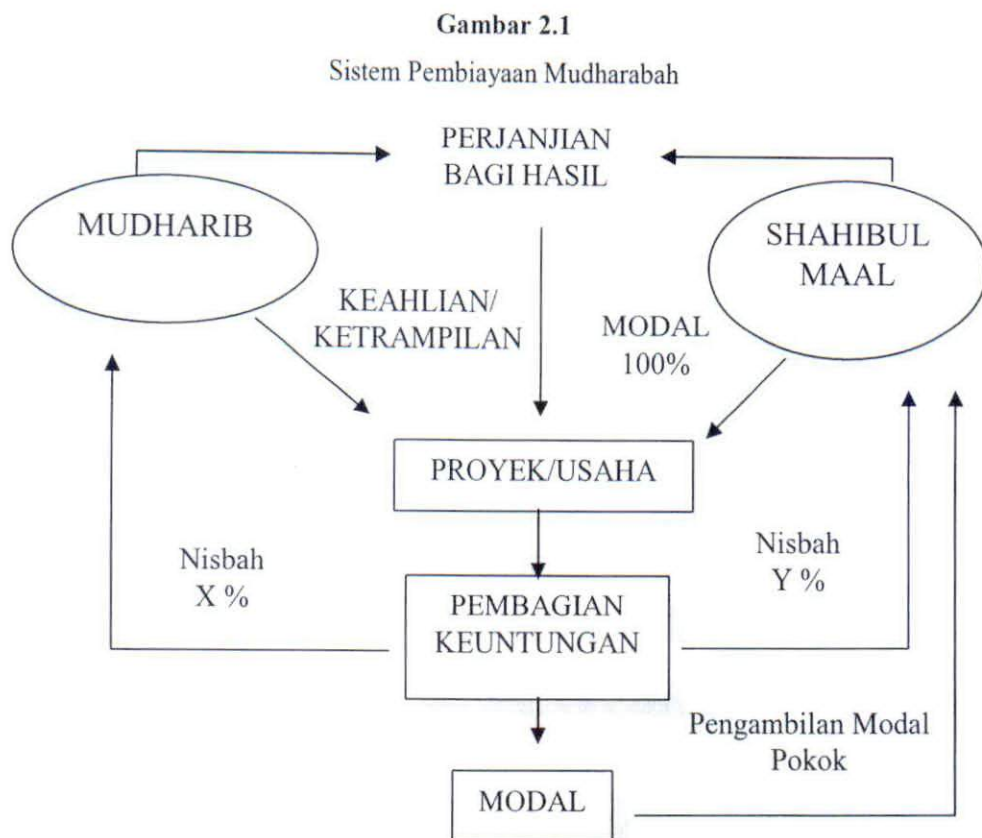 Gambar 2.1
Sistem Pembiayaan Mudharabah
PERJANJIAN
BAGI HASIL
MUDHARIB
SHAHIBUL
MAAL
KEAHLIAN/
KETRAMPILAN
MODAL
100%
PROYEK/USAHA
Nisbah
X %
Nisbah
Y %
PEMBAGIAN
KEUNTUNGAN
Pengambilan Modal
Pokok
MODAL